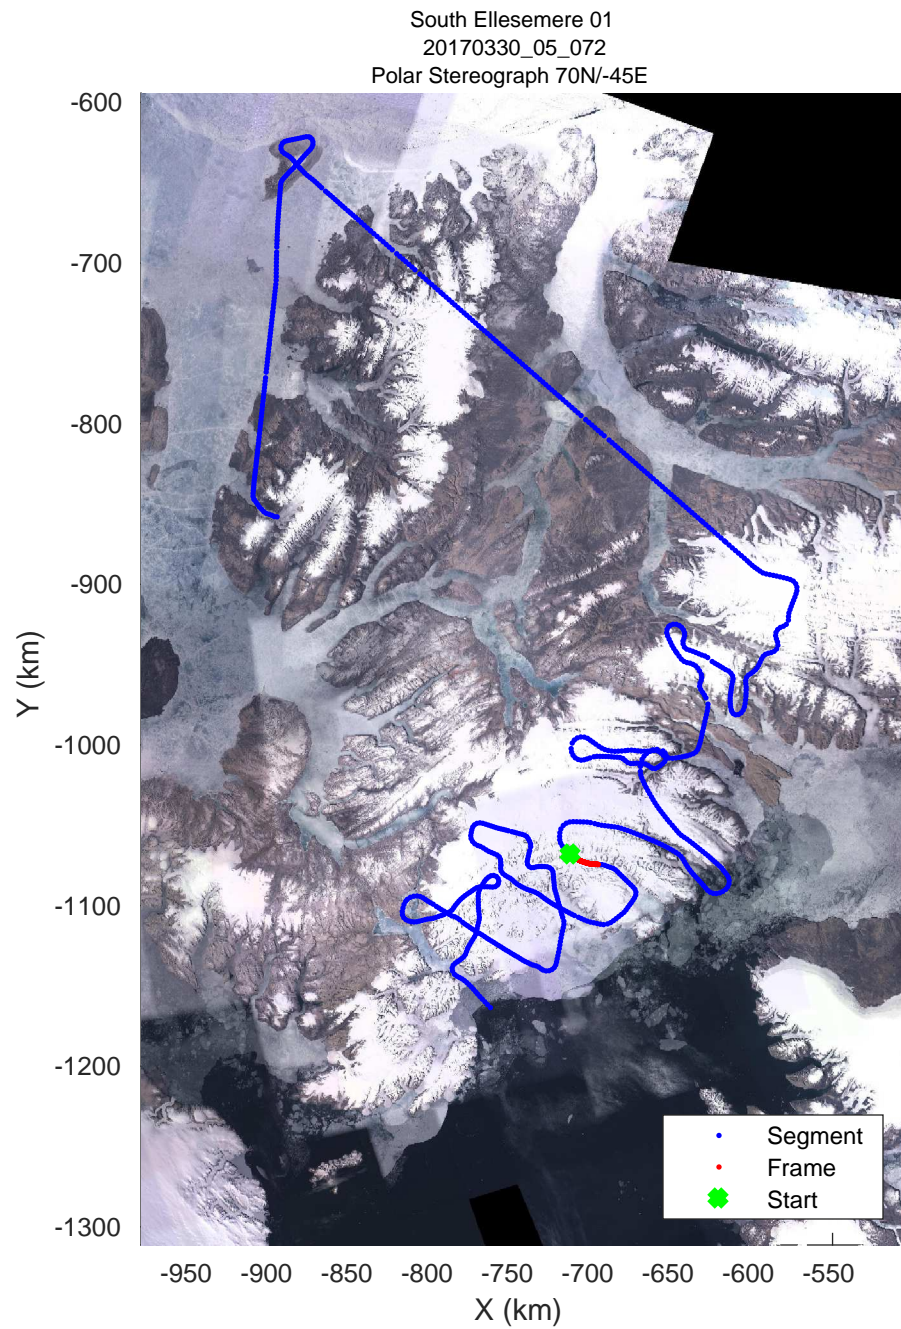 South Ellesemere 01
20170330_05_072
Polar Stereograph 70N/-45E
-600
-700
-800
-900
-1000
-1100
-1200
-1300
Y (km)
Segment
Frame
Start
-950 -900 -850 -800 -750 -700 -650 -600 -550
X (km)